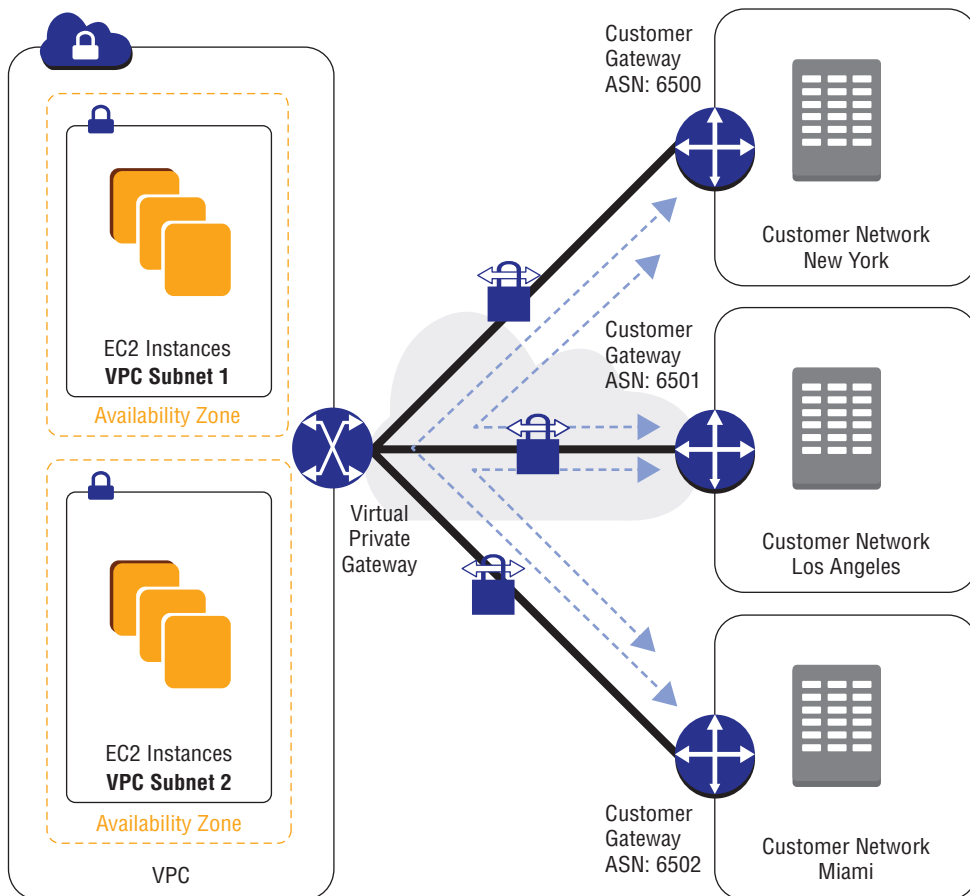 EC2 Instances
VPC Subnet 1
Availability Zone
EC2 Instances
VPC Subnet 2
Availability Zone
VPC
Virtual
Private
Gateway
Customer
Gateway
ASN: 6500
Customer Network
New York
Customer
Gateway
ASN: 6501
Customer Network
Los Angeles
Customer
Gateway
ASN: 6502
Customer Network
Miami